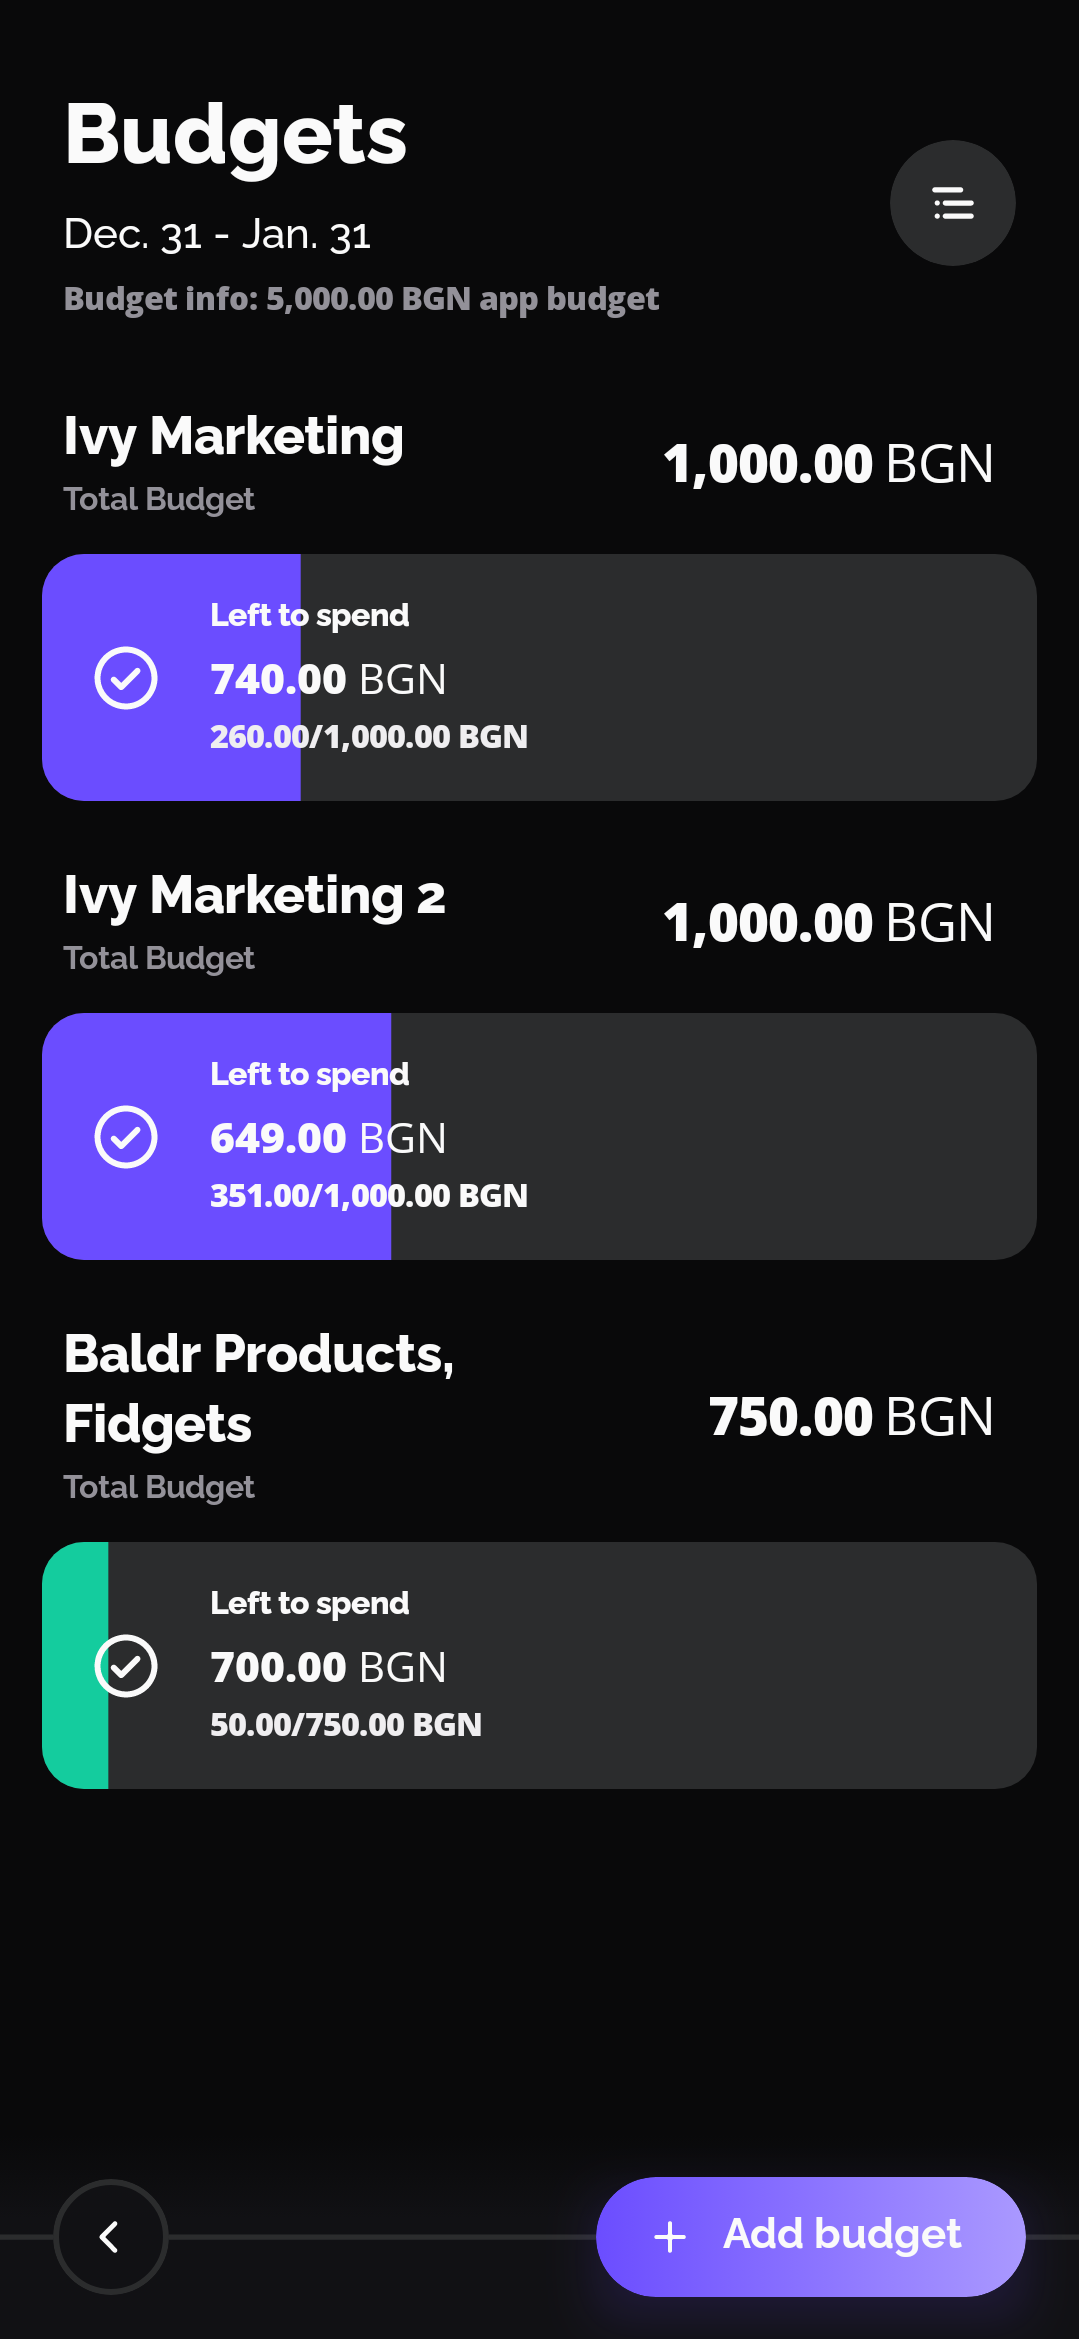 Budgets
Dec. 31 - Jan. 31
Budget info: 5,000.00 BGN app budget
Ivy Marketing
Total Budget
1,000.00 BGN
Left to spend
740.00 BGN
260.00/1,000.00 BGN
Ivy Marketing 2
Total Budget
1,000.00 BGN
Left to spend
649.00 BGN
351.00/1,000.00 BGN
Baldr Products,
Fidgets
Total Budget
750.00 BGN
Left to spend
700.00 BGN
50.00/750.00 BGN
Add budget